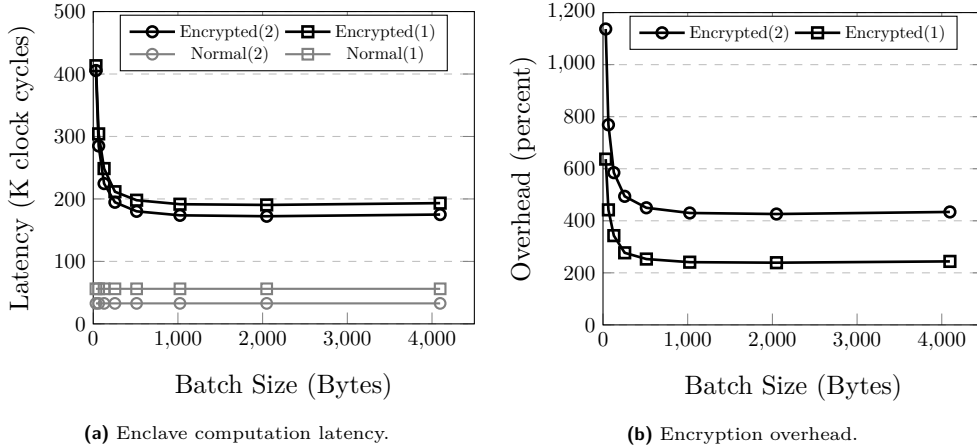 Encrypted(2) Encrypted(1)
Normal(2) Normal(1)
500
400
300
200
100
0
0 1,000 2,000 3,000 4,000
Latency (K clock cycles)
Batch Size (Bytes)
(a) Enclave computation latency.
Encrypted(2) Encrypted(1)
1,200
1,000
800
600
400
200
0
0 1,000 2,000 3,000 4,000
Overhead (percent)
Batch Size (Bytes)
(b) Encryption overhead.